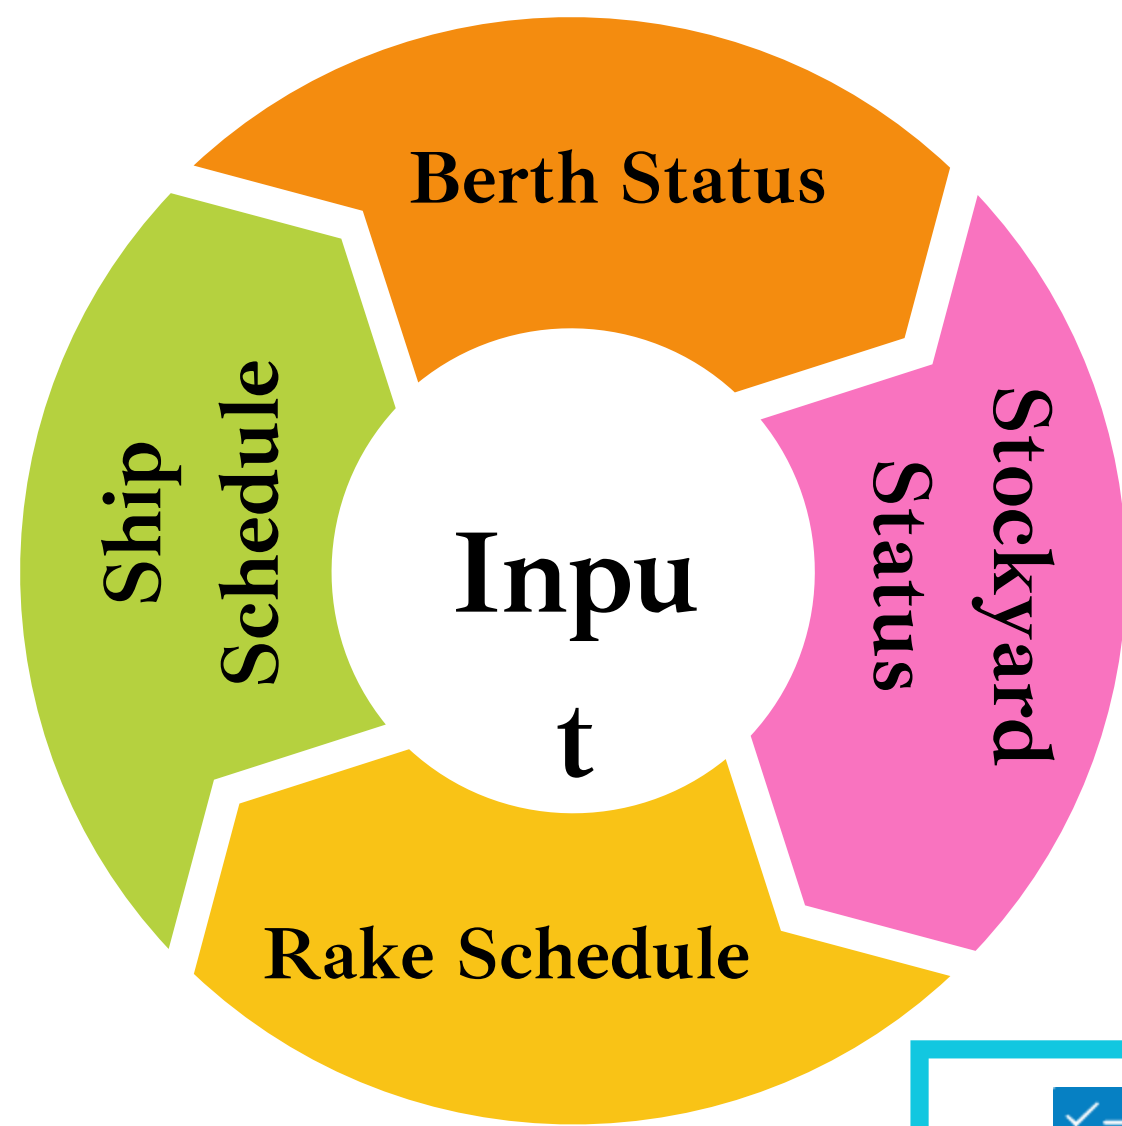 Berth Status
Stockyard
Status
Rake Schedule
Ship
Schedule
Inpu
t